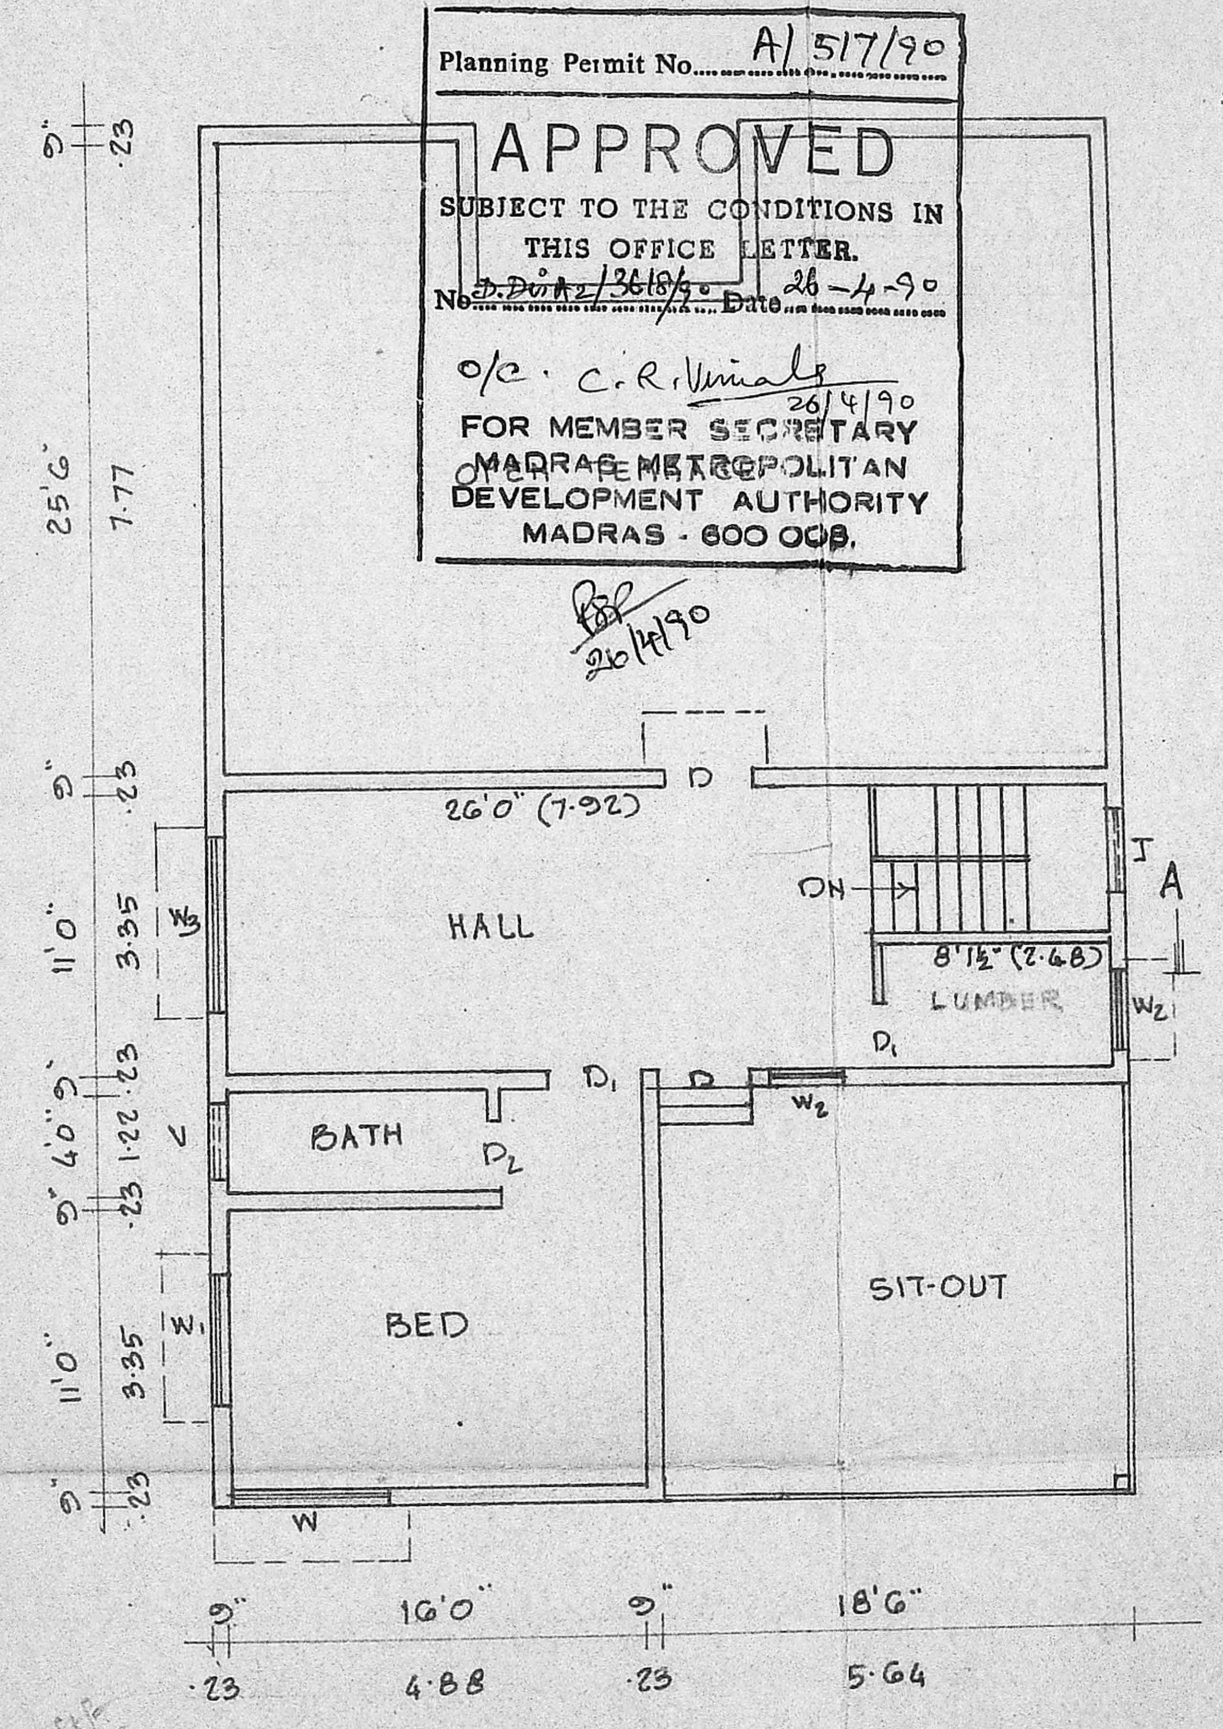 Planning Permit No. A/ 517/90
APPROVED
SUBJECT TO THE CONDITIONS IN
THIS OFFICE LETTER.
No. Date 26-4-90
O/C. C. R.
26/4/90
FOR MEMBER SECRETARY
MADRAS METROPOLITAN
OPEN TERRACE
DEVELOPMENT AUTHORITY
MADRAS - 600 008.
26/4/90
9" .23
25'6" 7.77
9" .23
D
26'0" (7.92)
J
A
DN
11'0" 3.35
W3
HALL
8'1½" (2.48)
LUMBER
W2
D1
9" .23
D1
D
W2
4'0" 1.22
V
BATH
D2
9" .23
SIT-OUT
W1
BED
11'0" 3.35
9" .23
W
9" 16'0" 9" 18'6"
.23 4.88 .23 5.64